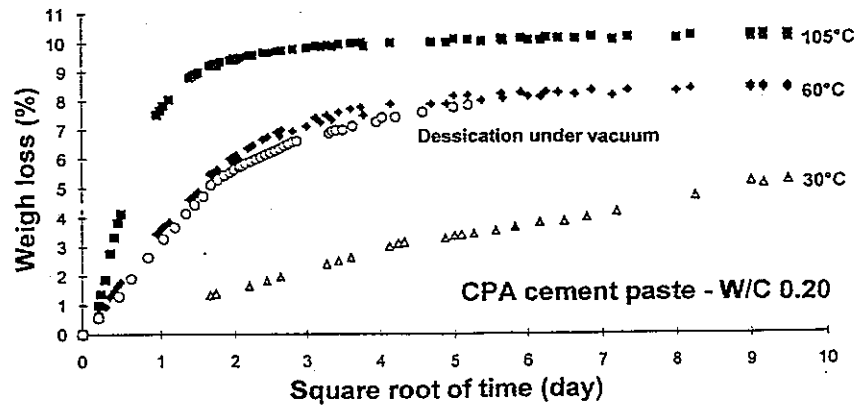 11
10
9
8
7
6
5
4
3
2
1
0
Weigh loss (%)
105°C
60°C
Dessication under vacuum
30°C
CPA cement paste - W/C 0.20
0 1 2 3 4 5 6 7 8 9 10
Square root of time (day)